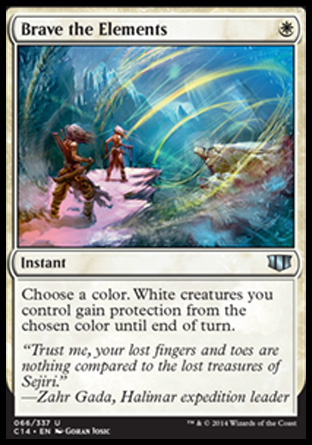 Brave the Elements
Instant
Choose a color. White creatures you
control gain protection from the
chosen color until end of turn.
“Trust me, your lost fingers and toes are
nothing compared to the lost treasures of
Sejiri.”
—Zahr Gada, Halimar expedition leader
066/337 U
C14 • EN Goran Josic
™ & © 2014 Wizards of the Coast